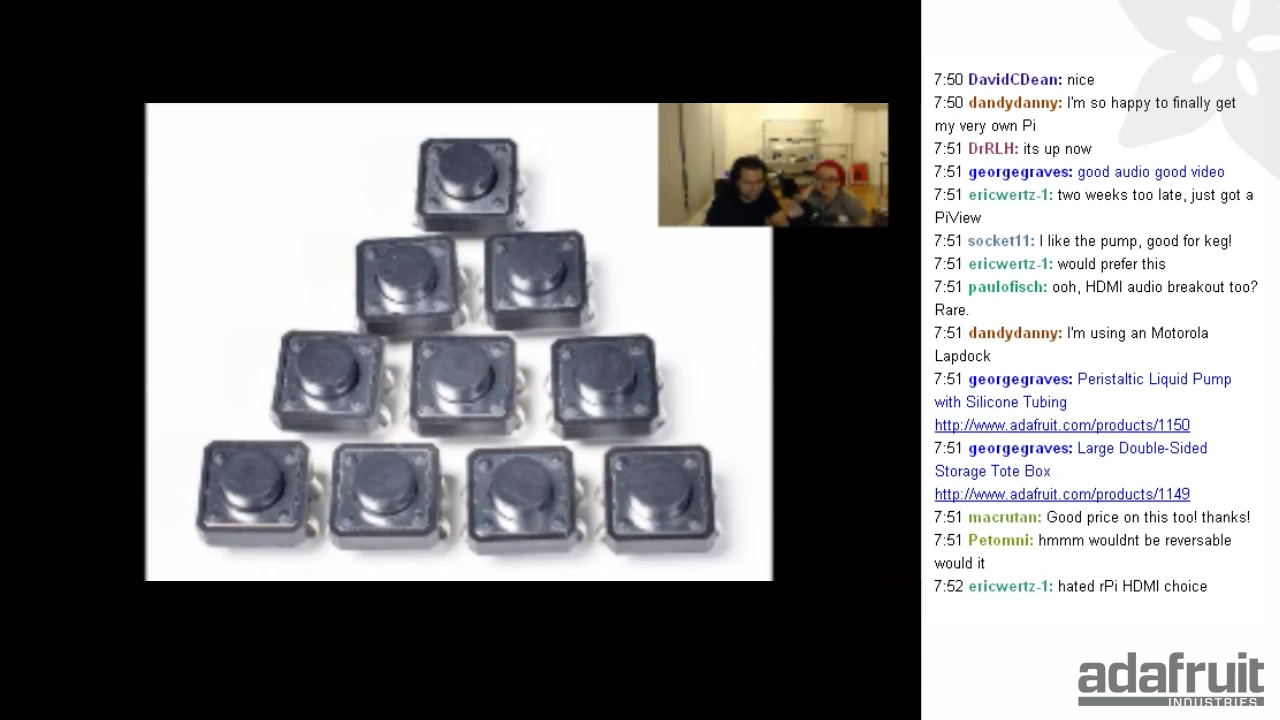 7:50 DavidCDean: nice
7:50 dandydanny: I'm so happy to finally get
my very own Pi
7:51 DrRLH: its up now
7:51 georgegraves: good audio good video
7:51 ericwertz-1: two weeks too late, just got a
PiView
7:51 socket11: I like the pump, good for keg!
7:51 ericwertz-1: would prefer this
7:51 paulofisch: ooh, HDMI audio breakout too?
Rare.
7:51 dandydanny: I'm using an Motorola
Lapdock
7:51 georgegraves: Peristaltic Liquid Pump
with Silicone Tubing
http://www.adafruit.com/products/1150
7:51 georgegraves: Large Double-Sided
Storage Tote Box
http://www.adafruit.com/products/1149
7:51 macrutan: Good price on this too! thanks!
7:51 Petomni: hmmm wouldnt be reversable
would it
7:52 ericwertz-1: hated rPi HDMI choice
adafruit
INDUSTRIES